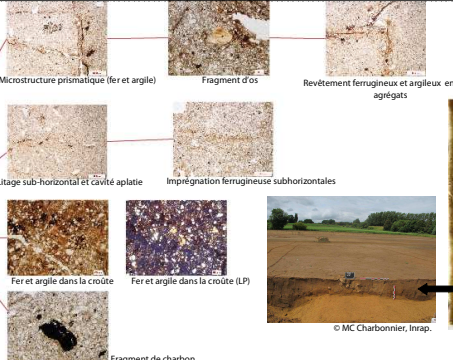 Microstructure prismatique (fer et argile)
Fragment d'os
Revêtement ferrugineux et argileux en
agrégats
Litage sub-horizontal et cavité aplatie
Imprégnation ferrugineuse subhorizontales
Fer et argile dans la croûte
Fer et argile dans la croûte (LP)
© MC Charbonnier, Inrap.
Fragment de charbon